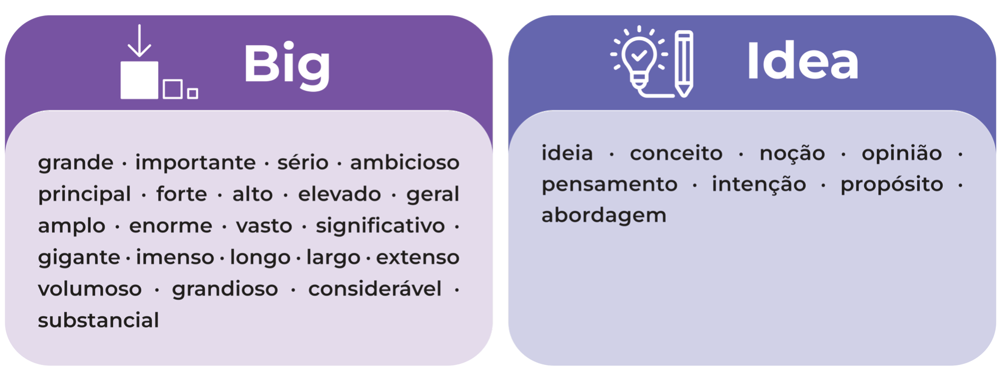 Big
grande · importante · sério · ambicioso
principal · forte · alto · elevado · geral
amplo · enorme · vasto · significativo ·
gigante · imenso · longo · largo · extenso
volumoso · grandioso · considerável ·
substancial
Idea
ideia · conceito · noção · opinião ·
pensamento · intenção · propósito ·
abordagem